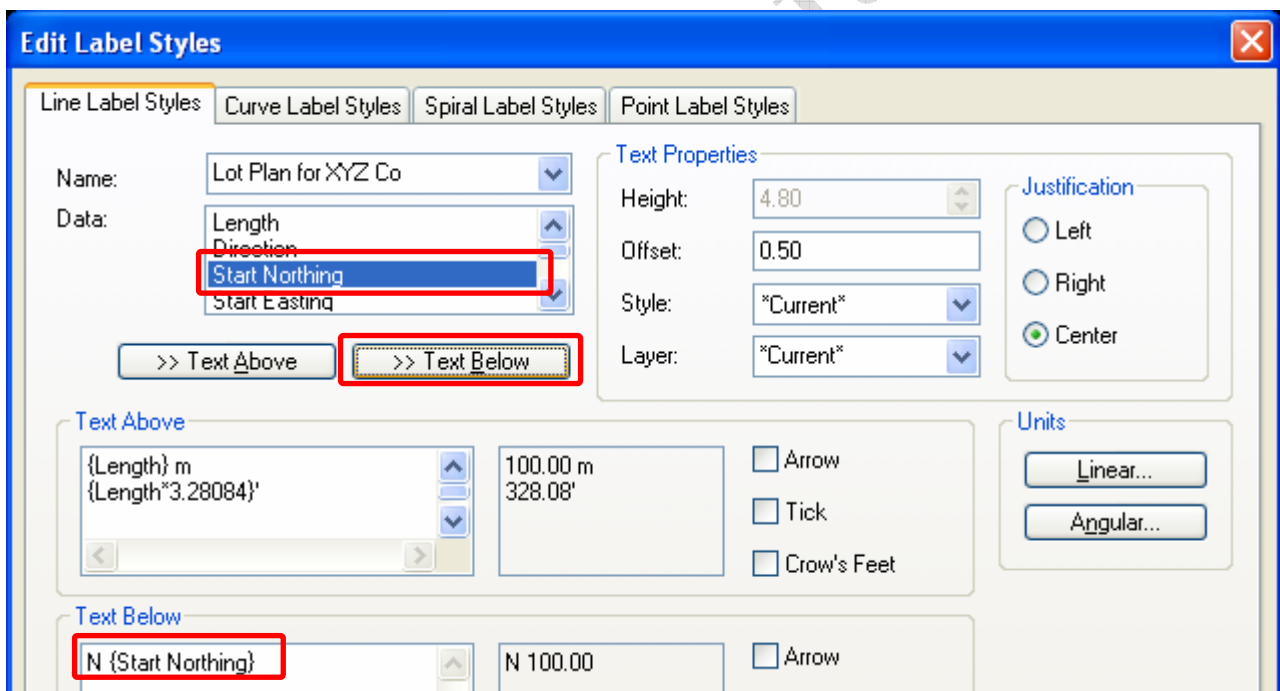 Edit Label Styles
Line Label Styles Curve Label Styles Spiral Label Styles Point Label Styles
Name: Lot Plan for XYZ Co
Data: Length
Direction
Start Northing
Start Easting
>> Text Above >> Text Below
Text Properties
Height: 4.80
Offset: 0.50
Style: *Current*
Layer: *Current*
Justification
Left
Right
Center
Text Above
{Length} m
{Length*3.28084}'
100.00 m
328.08'
Arrow
Tick
Crow's Feet
Units
Linear...
Angular...
Text Below
N {Start Northing}
N 100.00
Arrow